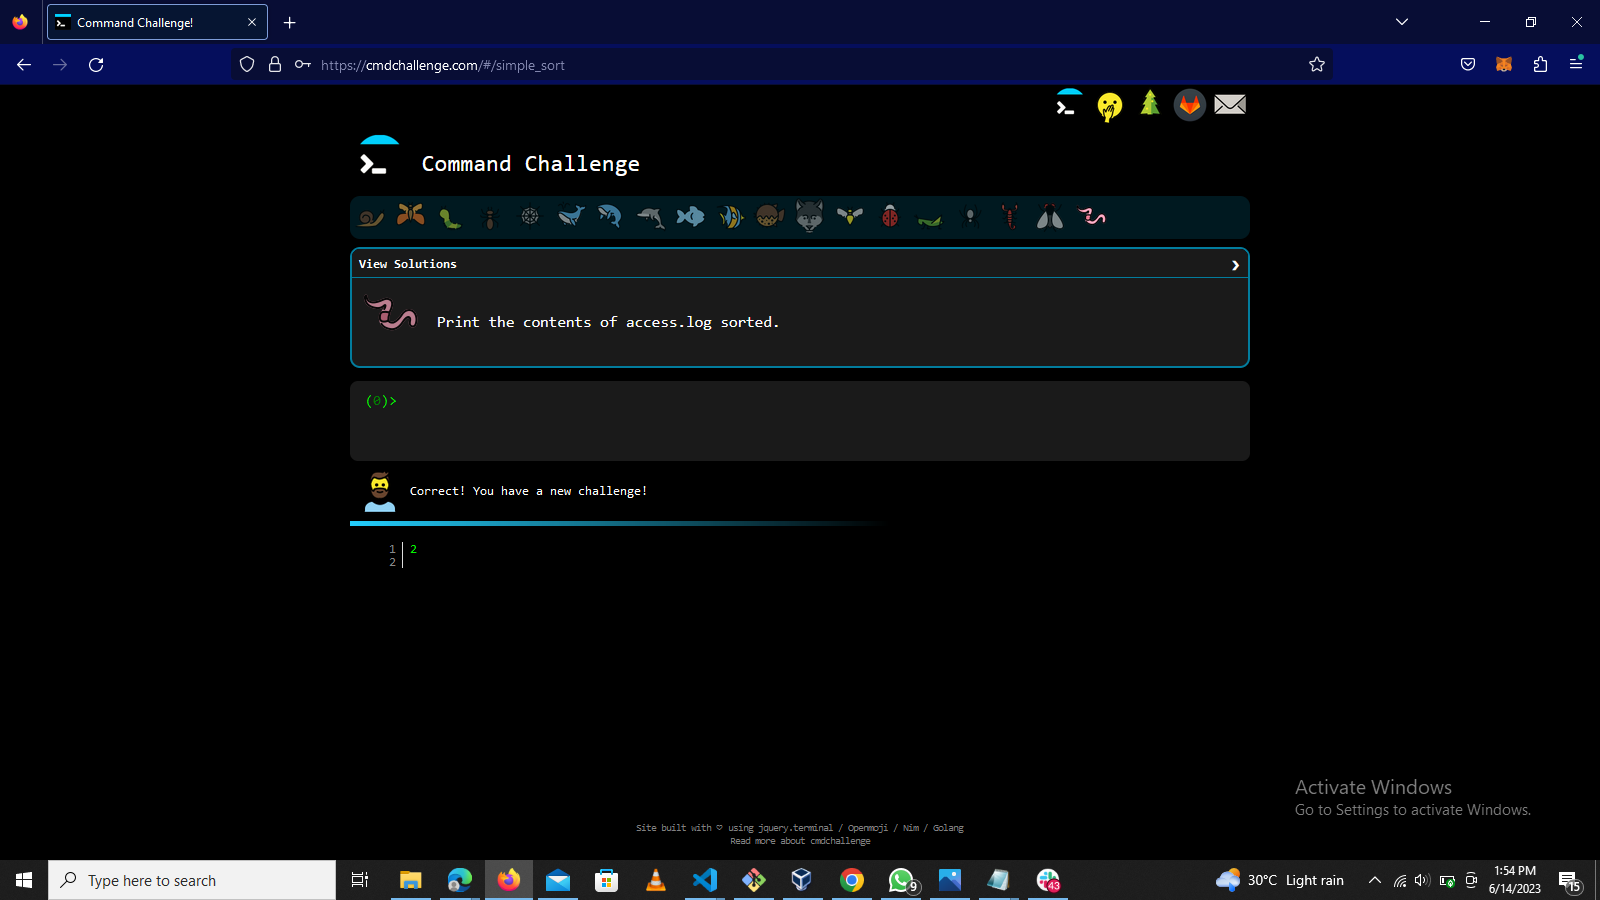 Command Challenge!
https://cmdchallenge.com/#/simple_sort
Command Challenge
View Solutions
Print the contents of access.log sorted.
(0)>
Correct! You have a new challenge!
1 2
2
Activate Windows
Go to Settings to activate Windows.
Site built with ♡ using jquery.terminal / Openmoji / Nim / Golang
Read more about cmdchallenge
Type here to search
9
43
30°C Light rain
1:54 PM
6/14/2023
15